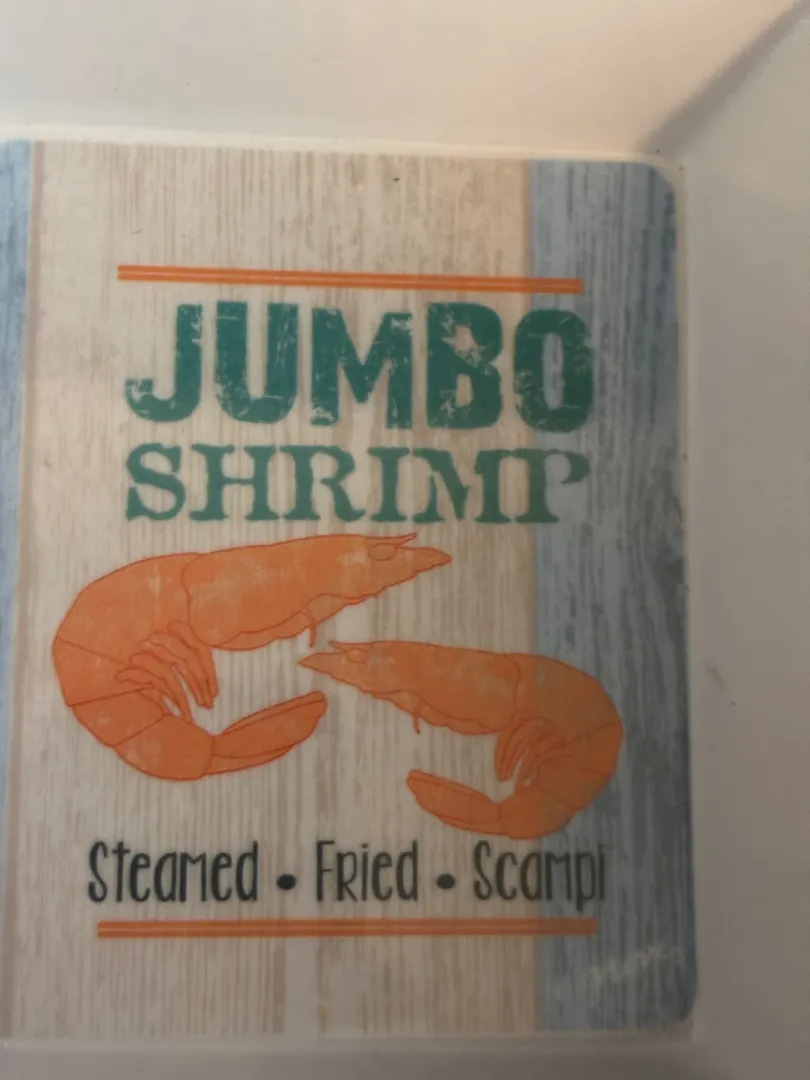 JUMBO
SHRIMP
Steamed • Fried • Scampi